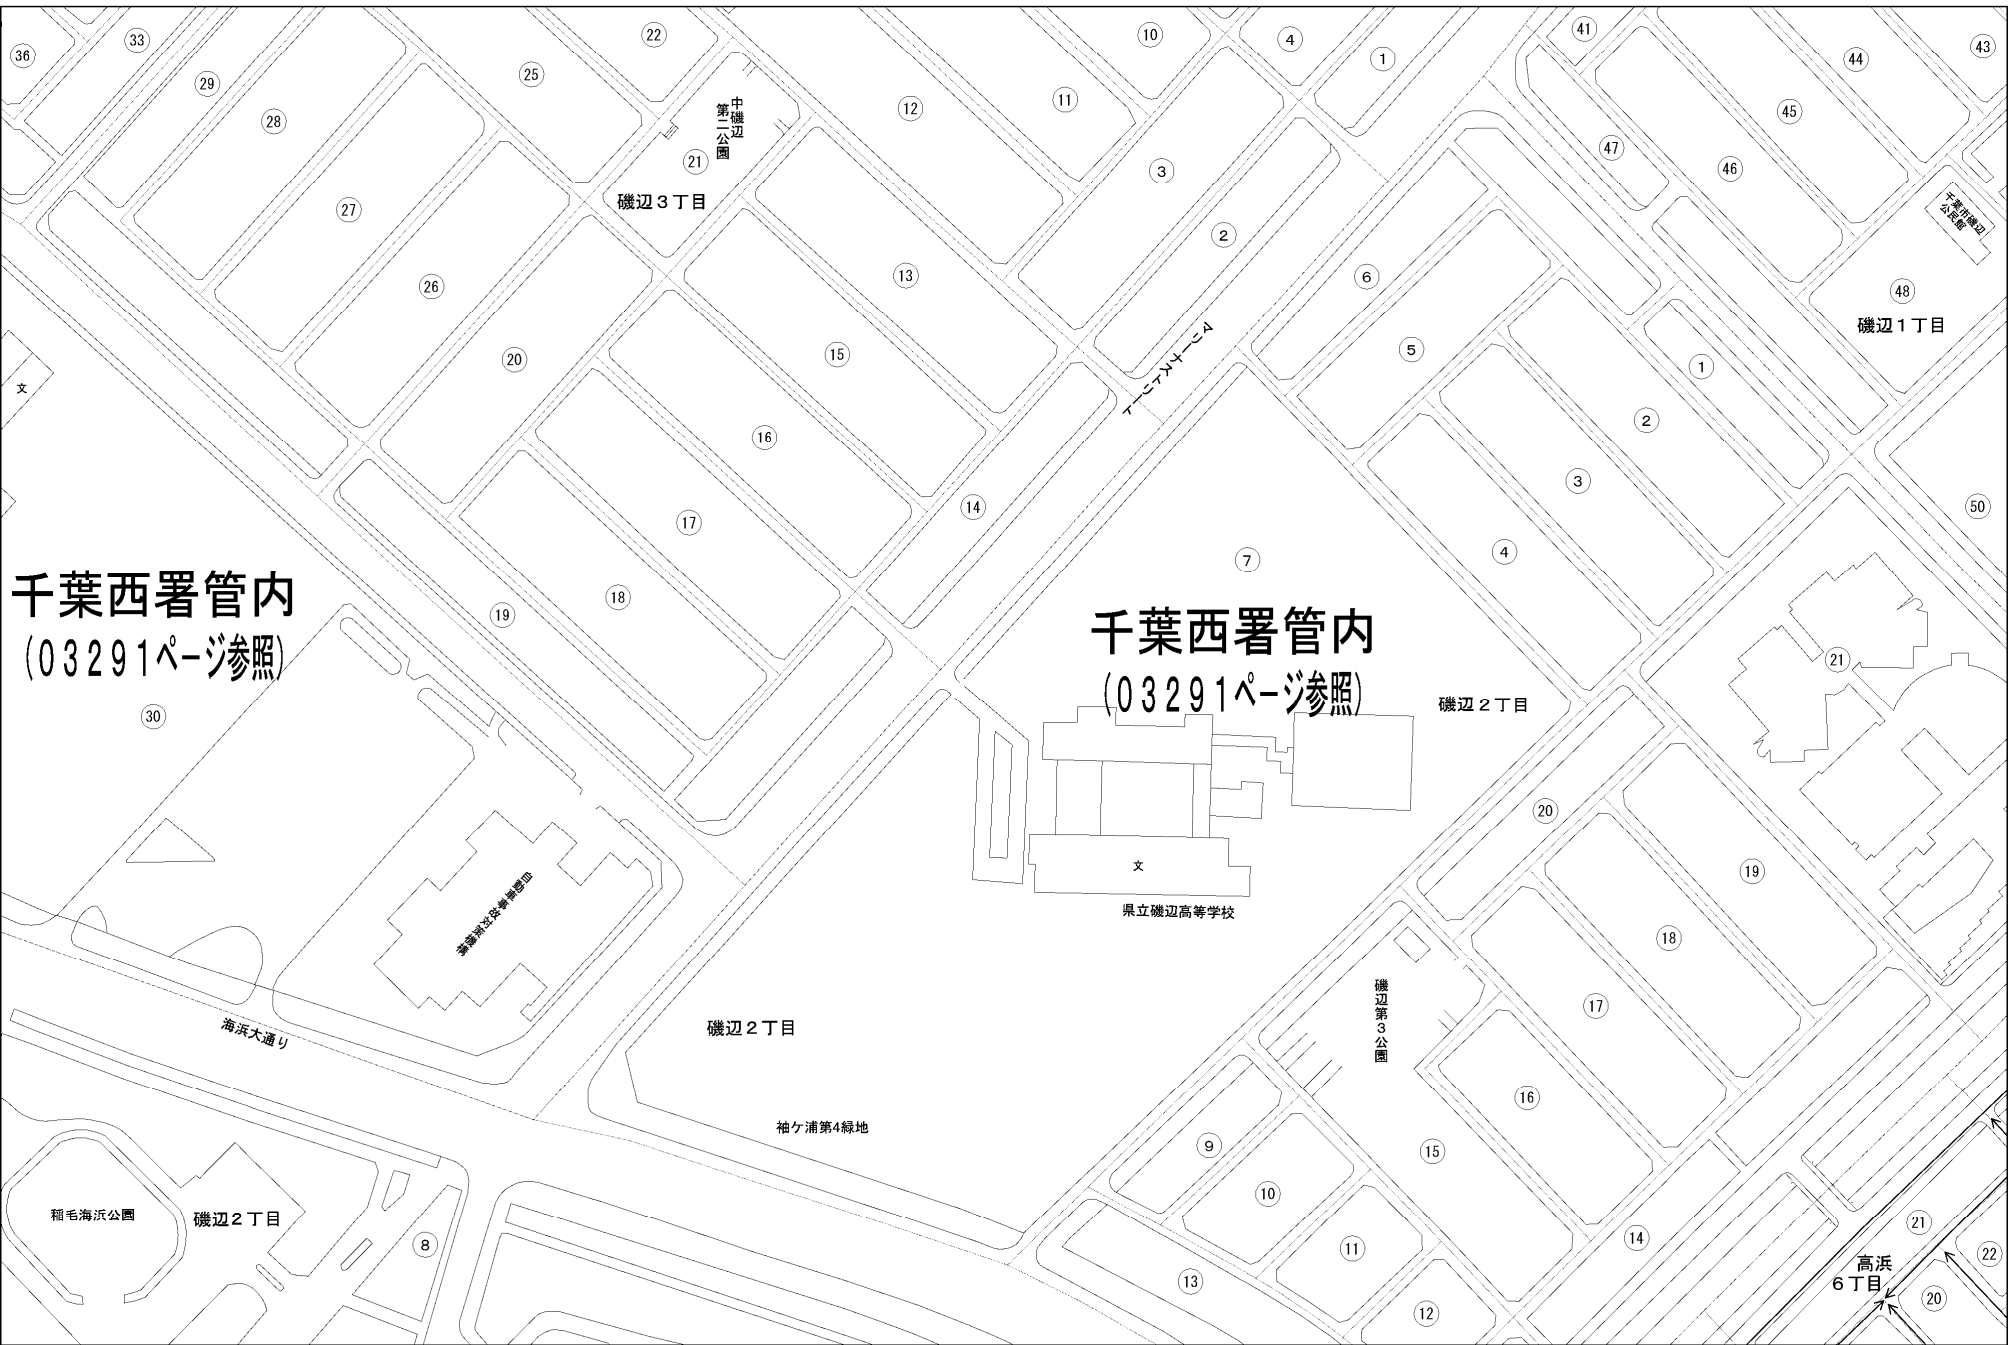 36
33
29
28
22
25
21
中磯辺
第二公園
磯辺3丁目
27
26
20
10
11
12
3
2
13
15
16
14
17
18
19
4
1
マリーナストリート
6
5
41
43
44
45
46
47
千葉市磯辺
公民館
48
磯辺1丁目
1
2
3
4
50
文
千葉西署管内
(03291ページ参照)
30
自動車事故対策機構
海浜大通り
7
千葉西署管内
(03291ページ参照)
磯辺2丁目
文
県立磯辺高等学校
21
20
19
18
17
16
15
14
磯辺第3公園
磯辺2丁目
袖ケ浦第4緑地
9
10
11
12
13
稲毛海浜公園
磯辺2丁目
8
21
22
高浜
6丁目
20